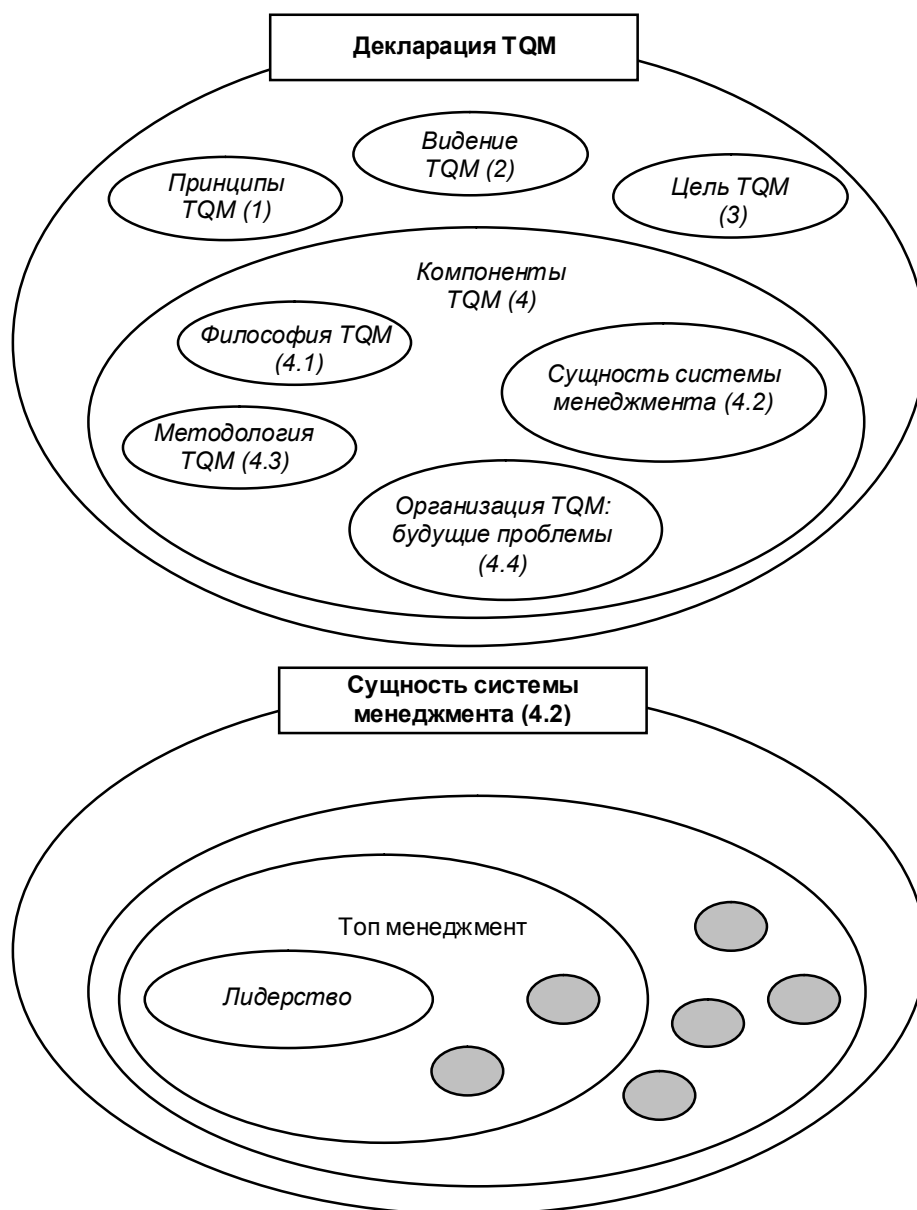 Декларация TQM
Видение
TQM (2)
Принципы
TQM (1)
Цель TQM
(3)
Компоненты
TQM (4)
Философия TQM
(4.1)
Сущность системы
менеджмента (4.2)
Методология
TQM (4.3)
Организация TQM:
будущие проблемы
(4.4)
Сущность системы
менеджмента (4.2)
Топ менеджмент
Лидерство